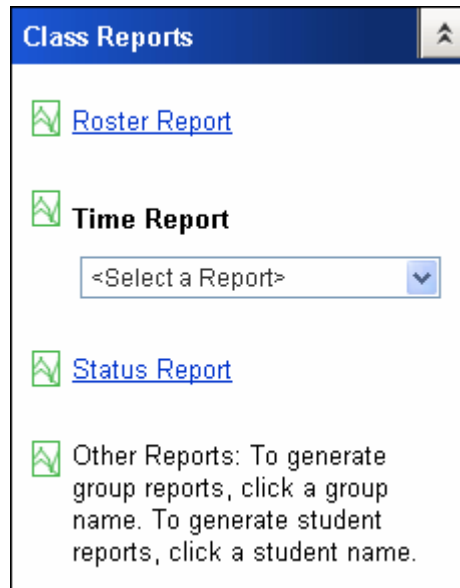 Class Reports
Roster Report
Time Report
<Select a Report>
Status Report
Other Reports: To generate
group reports, click a group
name. To generate student
reports, click a student name.